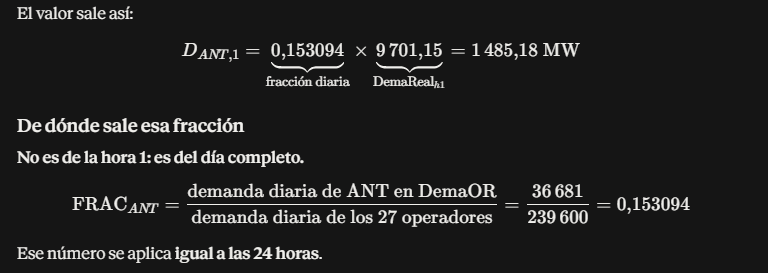 El valor sale así:
D_{ANT,1} = 0,153094 × 9 701,15 = 1 485,18 MW
fracción diaria DemaReal_{h1}
De dónde sale esa fracción
No es de la hora 1: es del día completo.
FRAC_{ANT} = demanda diaria de ANT en DemaOR / demanda diaria de los 27 operadores = 36 681 / 239 600 = 0,153094
Ese número se aplica igual a las 24 horas.